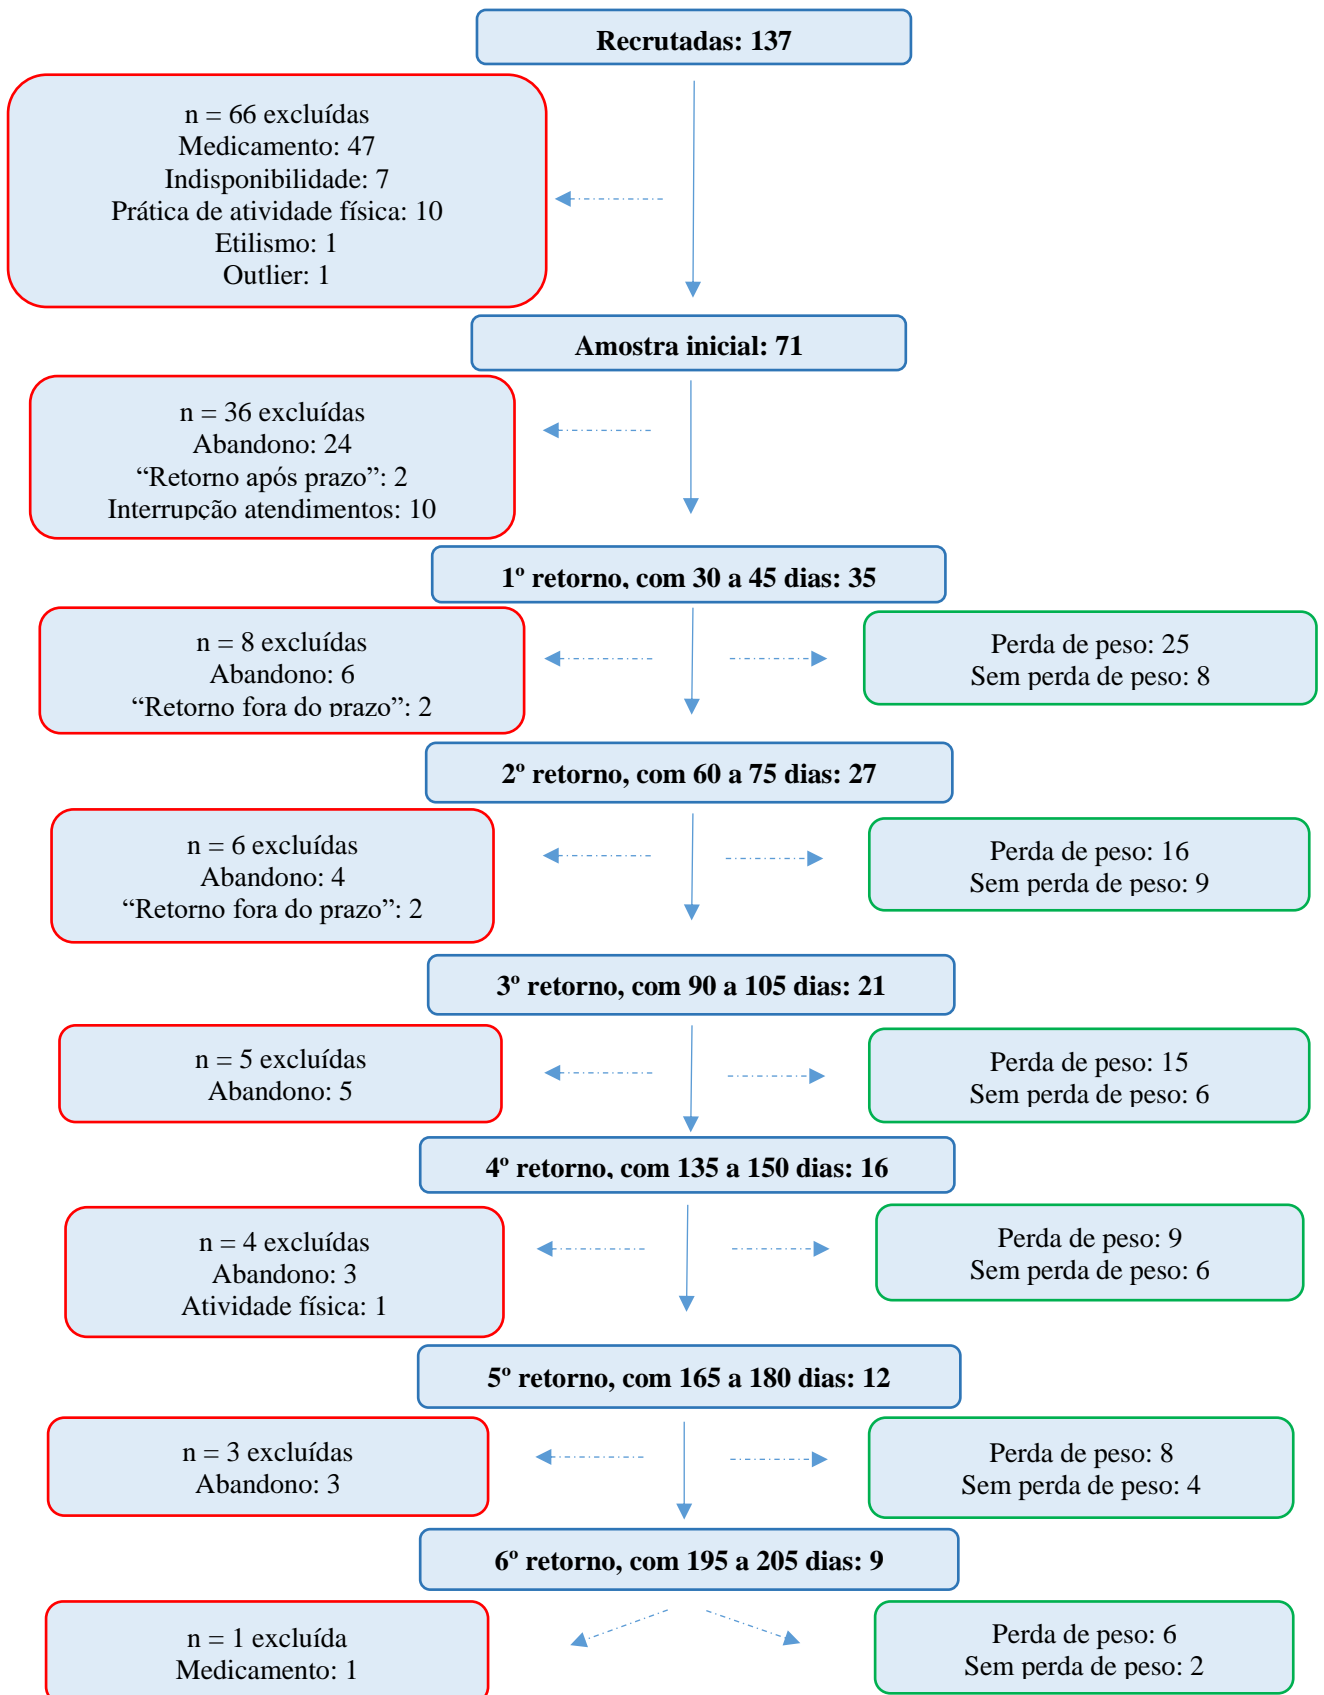 Recrutadas: 137
n = 66 excluídas
Medicamento: 47
Indisponibilidade: 7
Prática de atividade física: 10
Etilismo: 1
Outlier: 1
Amostra inicial: 71
n = 36 excluídas
Abandono: 24
“Retorno após prazo”: 2
Interrupção atendimentos: 10
1º retorno, com 30 a 45 dias: 35
n = 8 excluídas
Abandono: 6
“Retorno fora do prazo”: 2
Perda de peso: 25
Sem perda de peso: 8
2º retorno, com 60 a 75 dias: 27
n = 6 excluídas
Abandono: 4
“Retorno fora do prazo”: 2
Perda de peso: 16
Sem perda de peso: 9
3º retorno, com 90 a 105 dias: 21
n = 5 excluídas
Abandono: 5
Perda de peso: 15
Sem perda de peso: 6
4º retorno, com 135 a 150 dias: 16
n = 4 excluídas
Abandono: 3
Atividade física: 1
Perda de peso: 9
Sem perda de peso: 6
5º retorno, com 165 a 180 dias: 12
n = 3 excluídas
Abandono: 3
Perda de peso: 8
Sem perda de peso: 4
6º retorno, com 195 a 205 dias: 9
n = 1 excluída
Medicamento: 1
Perda de peso: 6
Sem perda de peso: 2